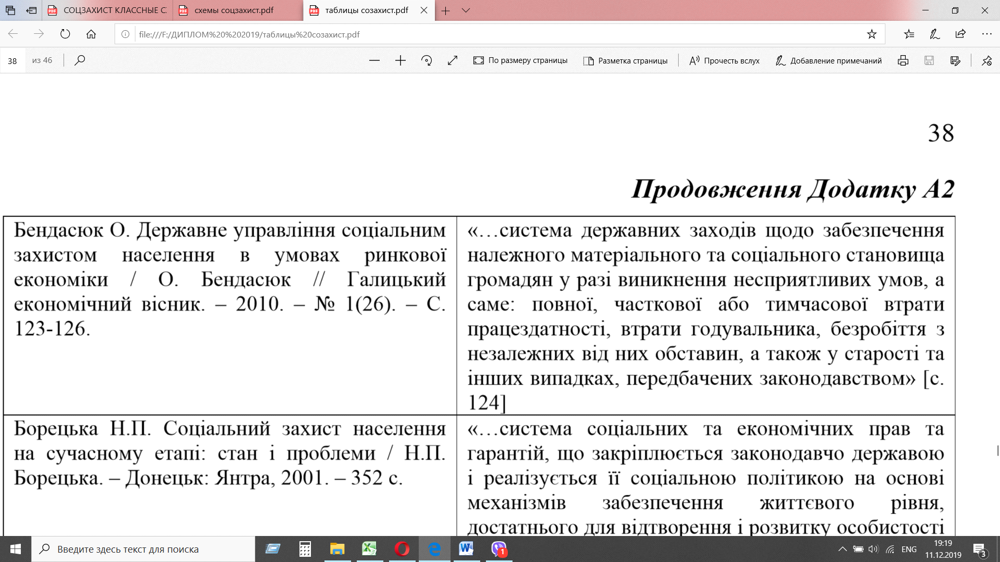 СОЦЗАХИСТ КЛАССНЫЕ С
схемы соцзахист.pdf
таблицы созахист.pdf
file:///F:/ДИПЛОМ%20%202019/таблицы%20созахист.pdf
38
из 46
По размеру страницы
Разметка страницы
Прочесть вслух
Добавление примечаний
38
Продовження Додатку А2
Бендасюк О. Державне управління соціальним
захистом населення в умовах ринкової
економіки / О. Бендасюк // Галицький
економічний вісник. – 2010. – № 1(26). – С.
123-126.
«…система державних заходів щодо забезпечення
належного матеріального та соціального становища
громадян у разі виникнення несприятливих умов, а
саме: повної, часткової або тимчасової втрати
працездатності, втрати годувальника, безробіття з
незалежних від них обставин, а також у старості та
інших випадках, передбачених законодавством» [с.
124]
Борецька Н.П. Соціальний захист населення
на сучасному етапі: стан і проблеми / Н.П.
Борецька. – Донецьк: Янтра, 2001. – 352 с.
«…система соціальних та економічних прав та
гарантій, що закріплюється законодавчо державою
і реалізується її соціальною політикою на основі
механізмів забезпечення життєвого рівня,
достатнього для відтворення і розвитку особистості
Введите здесь текст для поиска
1
ENG
19:19
11.12.2019
3